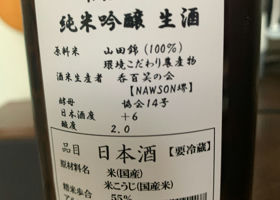 純米吟醸 生酒
原料米 山田錦(100%)
環境こだわり農産物
酒米生産者 呑百笑の会
【NAWSON堺】
酵母 協会14号
日本酒度 +6
酸度 2.0
品目 日本酒【要冷蔵】
原材料名 米(国産)
米こうじ(国産米)
精米歩合 55%